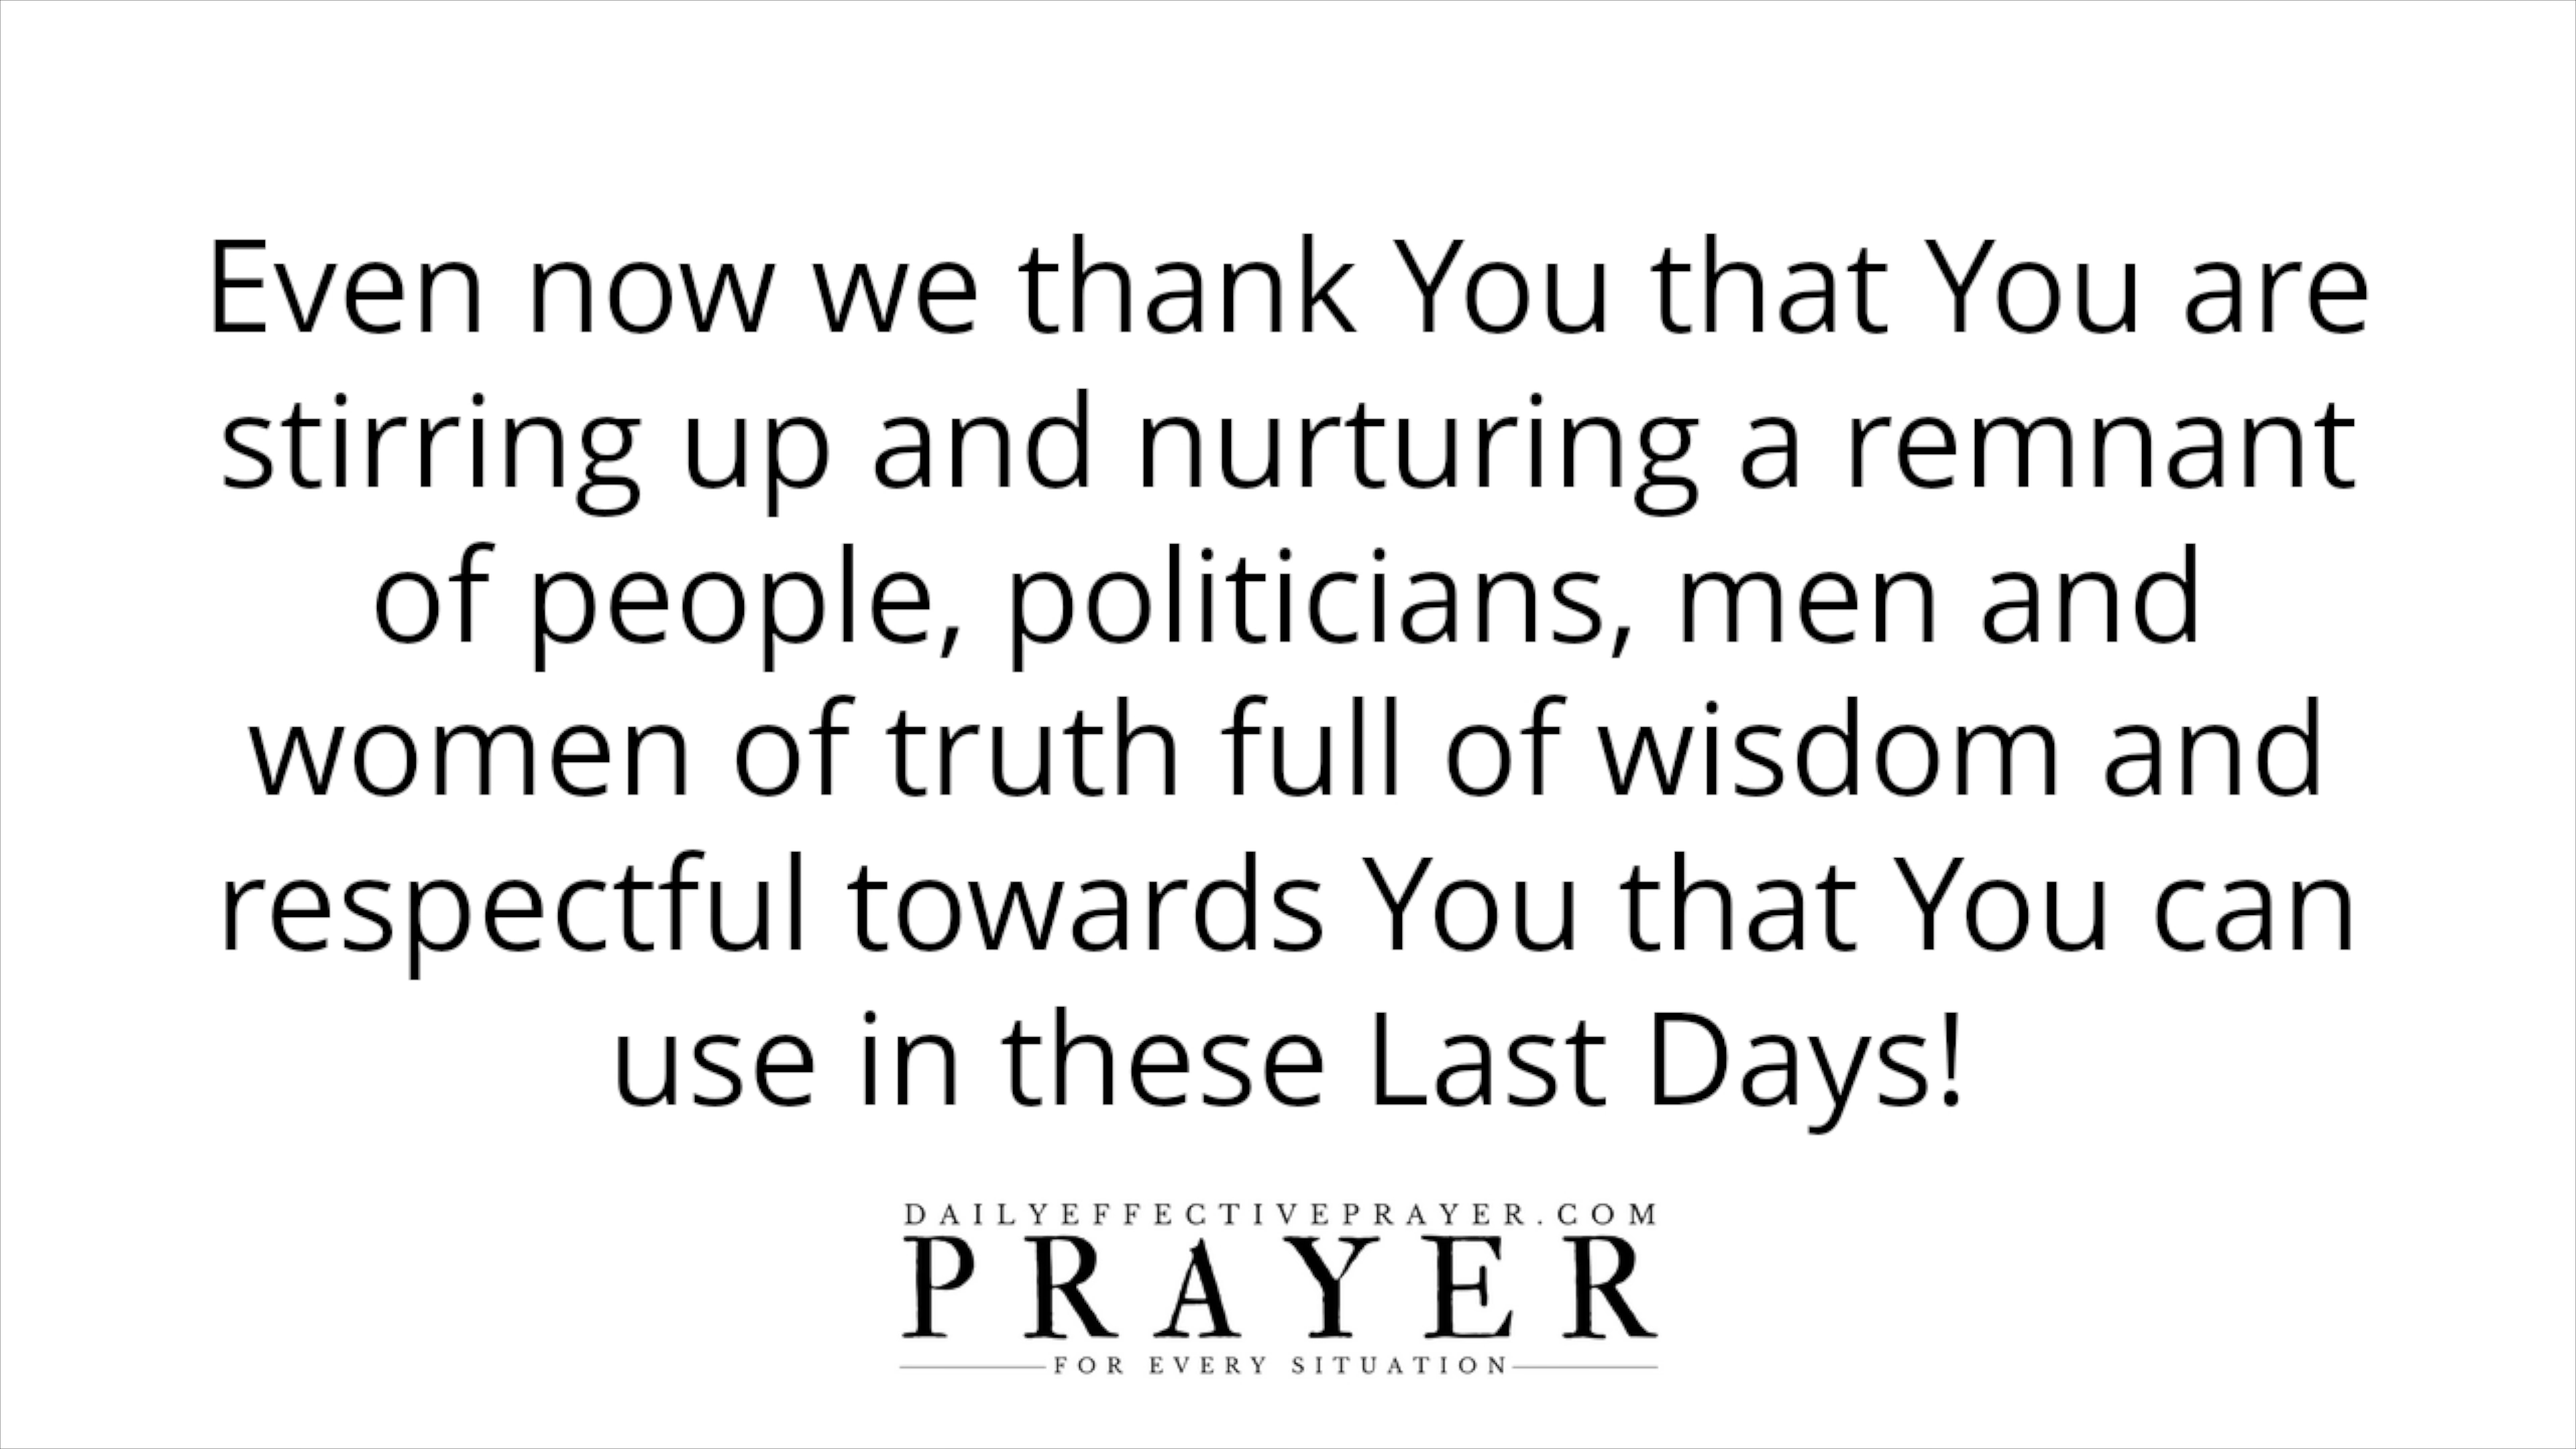 Even now we thank You that You are
stirring up and nurturing a remnant
of people, politicians, men and
women of truth full of wisdom and
respectful towards You that You can
use in these Last Days!
DAILYEFFECTIVEPRAYER.COM
PRAYER
FOR EVERY SITUATION